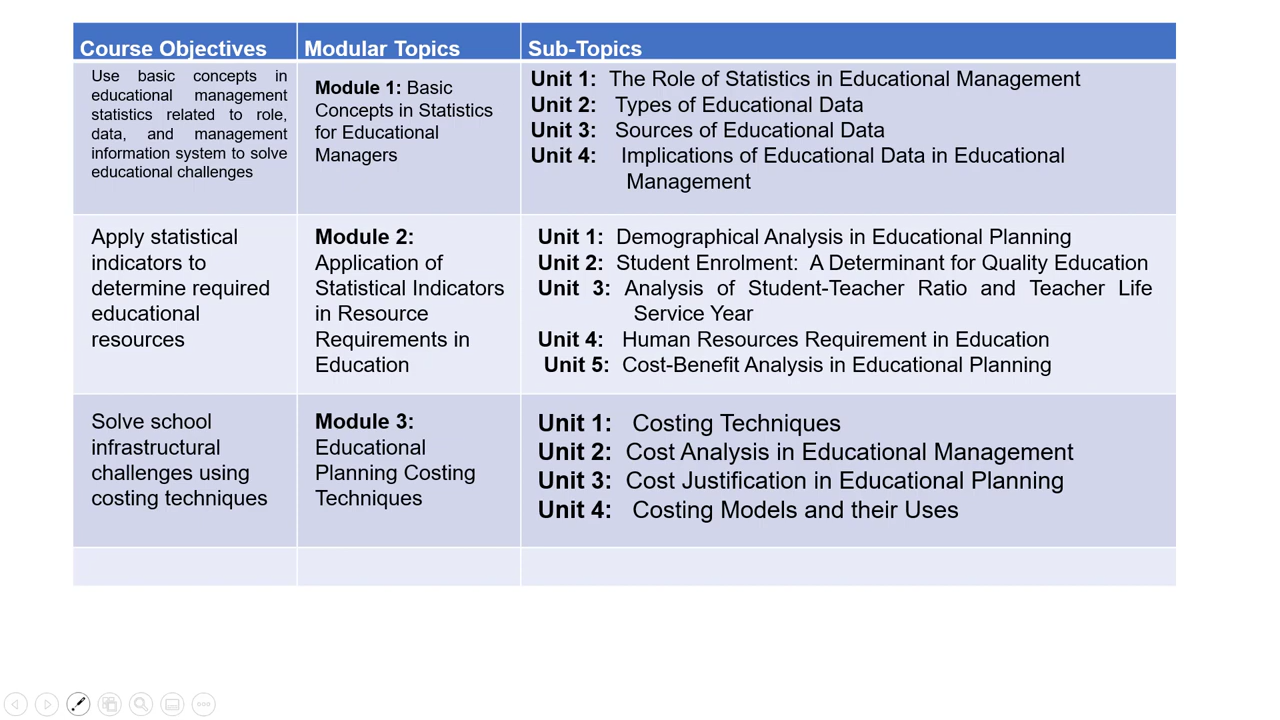 Course Objectives
Modular Topics
Sub-Topics
Use basic concepts in
educational management
statistics related to role,
data, and management
information system to solve
educational challenges
Module 1: Basic
Concepts in Statistics
for Educational
Managers
Unit 1: The Role of Statistics in Educational Management
Unit 2: Types of Educational Data
Unit 3: Sources of Educational Data
Unit 4: Implications of Educational Data in Educational
Management
Apply statistical
indicators to
determine required
educational
resources
Module 2:
Application of
Statistical Indicators
in Resource
Requirements in
Education
Unit 1: Demographical Analysis in Educational Planning
Unit 2: Student Enrolment: A Determinant for Quality Education
Unit 3: Analysis of Student-Teacher Ratio and Teacher Life
Service Year
Unit 4: Human Resources Requirement in Education
Unit 5: Cost-Benefit Analysis in Educational Planning
Solve school
infrastructural
challenges using
costing techniques
Module 3:
Educational
Planning Costing
Techniques
Unit 1: Costing Techniques
Unit 2: Cost Analysis in Educational Management
Unit 3: Cost Justification in Educational Planning
Unit 4: Costing Models and their Uses